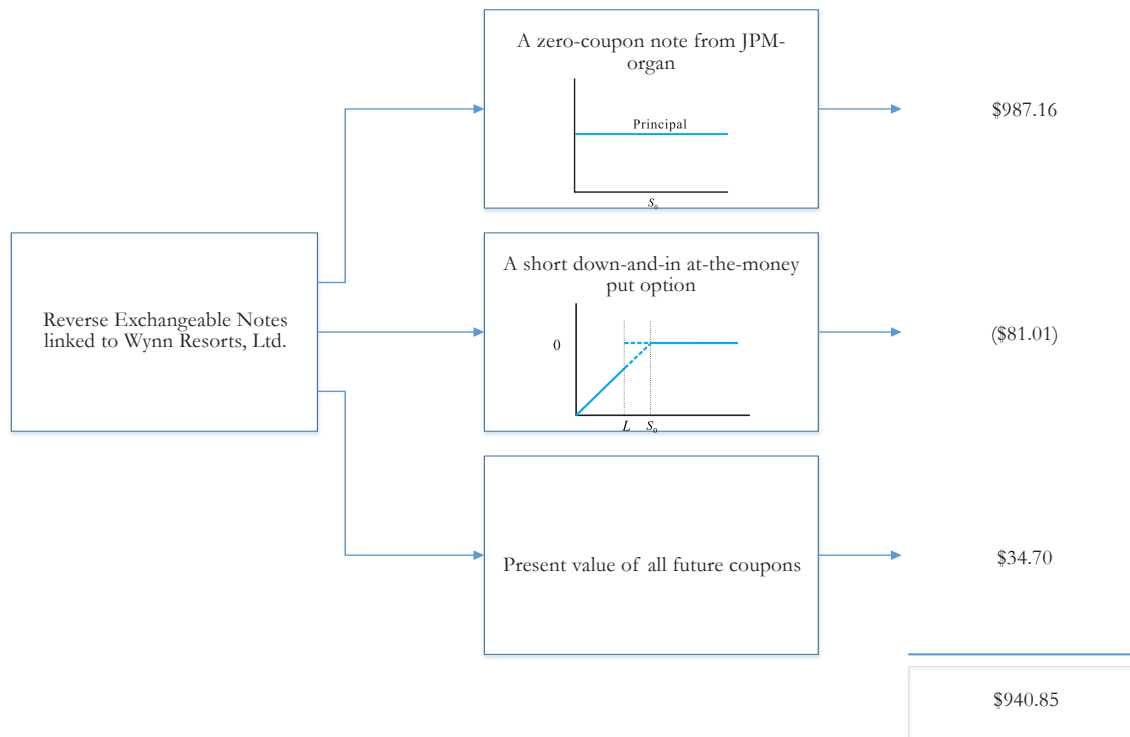 A zero-coupon note from JPM-
organ
Principal
S₀
$987.16
Reverse Exchangeable Notes
linked to Wynn Resorts, Ltd.
A short down-and-in at-the-money
put option
0
L S₀
($81.01)
Present value of all future coupons
$34.70
$940.85